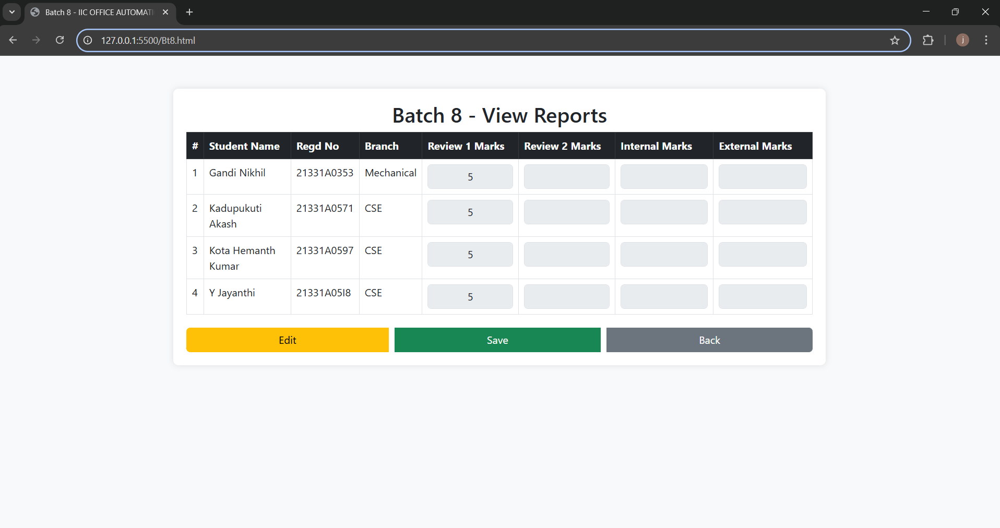 Batch 8 - IIC OFFICE AUTOMATI
127.0.0.1:5500/Bt8.html
j
Batch 8 - View Reports
# Student Name Regd No Branch Review 1 Marks Review 2 Marks Internal Marks External Marks
1 Gandi Nikhil 21331A0353 Mechanical 5
2 Kadupukuti 21331A0571 CSE 5
Akash
3 Kota Hemanth 21331A0597 CSE 5
Kumar
4 Y Jayanthi 21331A05I8 CSE 5
Edit Save Back